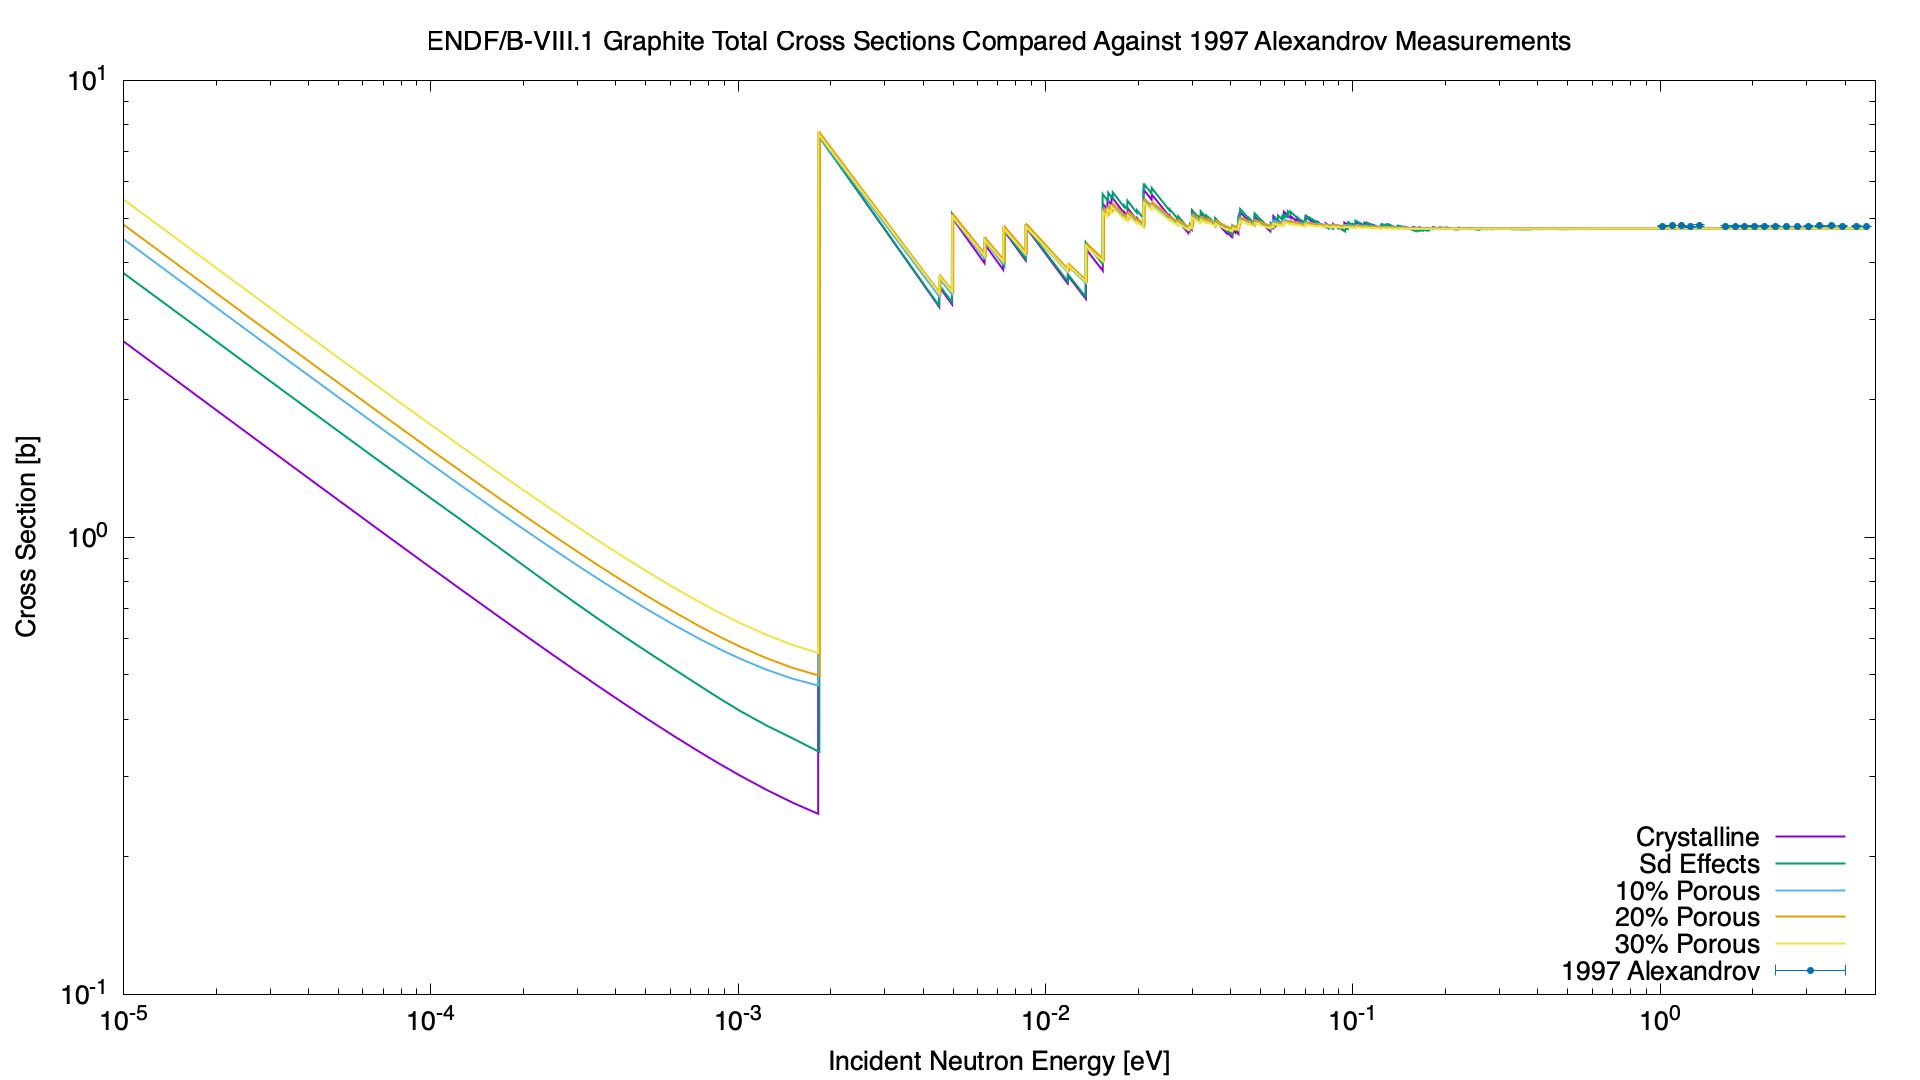 ENDF/B-VIII.1 Graphite Total Cross Sections Compared Against 1997 Alexandrov Measurements
10^1
10^0
10^-1
Cross Section [b]
10^-5 10^-4 10^-3 10^-2 10^-1 10^0
Incident Neutron Energy [eV]
Crystalline
Sd Effects
10% Porous
20% Porous
30% Porous
1997 Alexandrov